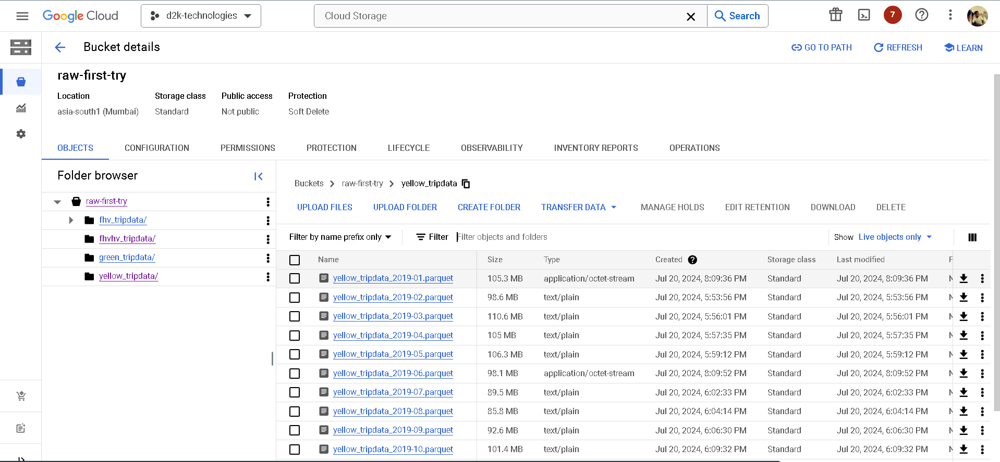 Google Cloud d2k-technologies Cloud Storage Search 7
Bucket details GO TO PATH REFRESH LEARN
raw-first-try
Location Storage class Public access Protection
asia-south1 (Mumbai) Standard Not public Soft Delete
OBJECTS CONFIGURATION PERMISSIONS PROTECTION LIFECYCLE OBSERVABILITY INVENTORY REPORTS OPERATIONS
Folder browser
raw-first-try
fhv_tripdata/
fhvhv_tripdata/
green_tripdata/
yellow_tripdata/
Buckets raw-first-try yellow_tripdata
UPLOAD FILES UPLOAD FOLDER CREATE FOLDER TRANSFER DATA MANAGE HOLDS EDIT RETENTION DOWNLOAD DELETE
Filter by name prefix only Filter Filter objects and folders Show Live objects only
Name Size Type Created Storage class Last modified
yellow_tripdata_2019-01.parquet 105.3 MB application/octet-stream Jul 20, 2024, 8:09:36 PM Standard Jul 20, 2024, 8:09:36 PM
yellow_tripdata_2019-02.parquet 98.6 MB text/plain Jul 20, 2024, 5:53:56 PM Standard Jul 20, 2024, 5:53:56 PM
yellow_tripdata_2019-03.parquet 110.6 MB text/plain Jul 20, 2024, 5:56:01 PM Standard Jul 20, 2024, 5:56:01 PM
yellow_tripdata_2019-04.parquet 105 MB text/plain Jul 20, 2024, 5:57:35 PM Standard Jul 20, 2024, 5:57:35 PM
yellow_tripdata_2019-05.parquet 106.3 MB text/plain Jul 20, 2024, 5:59:12 PM Standard Jul 20, 2024, 5:59:12 PM
yellow_tripdata_2019-06.parquet 98.1 MB application/octet-stream Jul 20, 2024, 8:09:52 PM Standard Jul 20, 2024, 8:09:52 PM
yellow_tripdata_2019-07.parquet 89.5 MB text/plain Jul 20, 2024, 6:02:33 PM Standard Jul 20, 2024, 6:02:33 PM
yellow_tripdata_2019-08.parquet 85.8 MB text/plain Jul 20, 2024, 6:04:14 PM Standard Jul 20, 2024, 6:04:14 PM
yellow_tripdata_2019-09.parquet 92.6 MB text/plain Jul 20, 2024, 6:06:30 PM Standard Jul 20, 2024, 6:06:30 PM
yellow_tripdata_2019-10.parquet 101.4 MB text/plain Jul 20, 2024, 6:09:32 PM Standard Jul 20, 2024, 6:09:32 PM